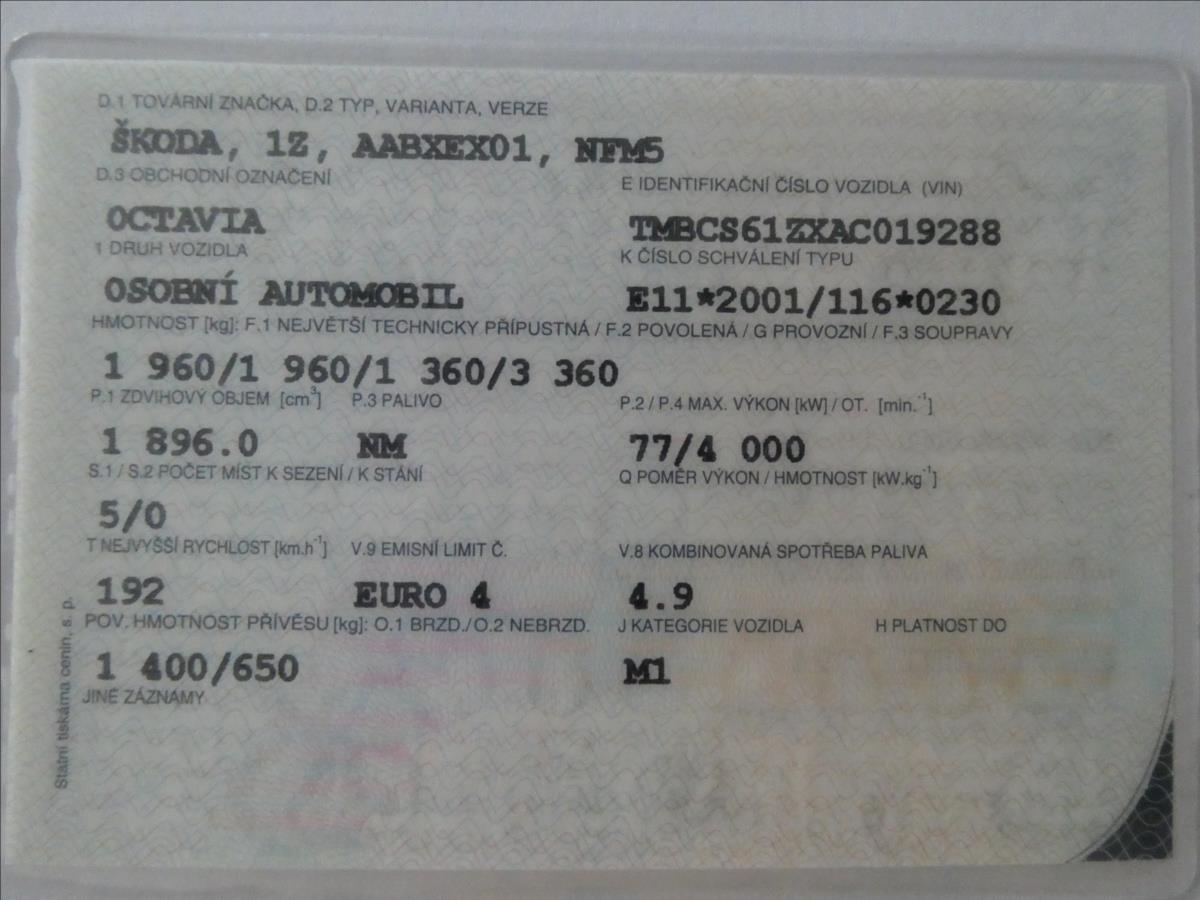 D.1 TOVÁRNÍ ZNAČKA, D.2 TYP, VARIANTA, VERZE
ŠKODA, 1Z, AABXEX01, NFM5
D.3 OBCHODNÍ OZNAČENÍ E IDENTIFIKAČNÍ ČÍSLO VOZIDLA (VIN)
OCTAVIA TMBCS61ZXAC019288
1 DRUH VOZIDLA K ČÍSLO SCHVÁLENÍ TYPU
OSOBNÍ AUTOMOBIL E11*2001/116*0230
HMOTNOST [kg]: F.1 NEJVĚTŠÍ TECHNICKY PŘÍPUSTNÁ / F.2 POVOLENÁ / G PROVOZNÍ / F.3 SOUPRAVY
1 960/1 960/1 360/3 360
P.1 ZDVIHOVÝ OBJEM [cm³] P.3 PALIVO P.2 / P.4 MAX. VÝKON [kW] / OT. [min.⁻¹]
1 896.0 NM 77/4 000
S.1 / S.2 POČET MÍST K SEZENÍ / K STÁNÍ Q POMĚR VÝKON / HMOTNOST [kW.kg⁻¹]
5/0
T NEJVYŠŠÍ RYCHLOST [km.h⁻¹] V.9 EMISNÍ LIMIT Č. V.8 KOMBINOVANÁ SPOTŘEBA PALIVA
192 EURO 4 4.9
POV. HMOTNOST PŘÍVĚSU [kg]: O.1 BRZD./O.2 NEBRZD. J KATEGORIE VOZIDLA H PLATNOST DO
1 400/650 M1
JINÉ ZÁZNAMY
Státní tiskárna cenin, s. p.